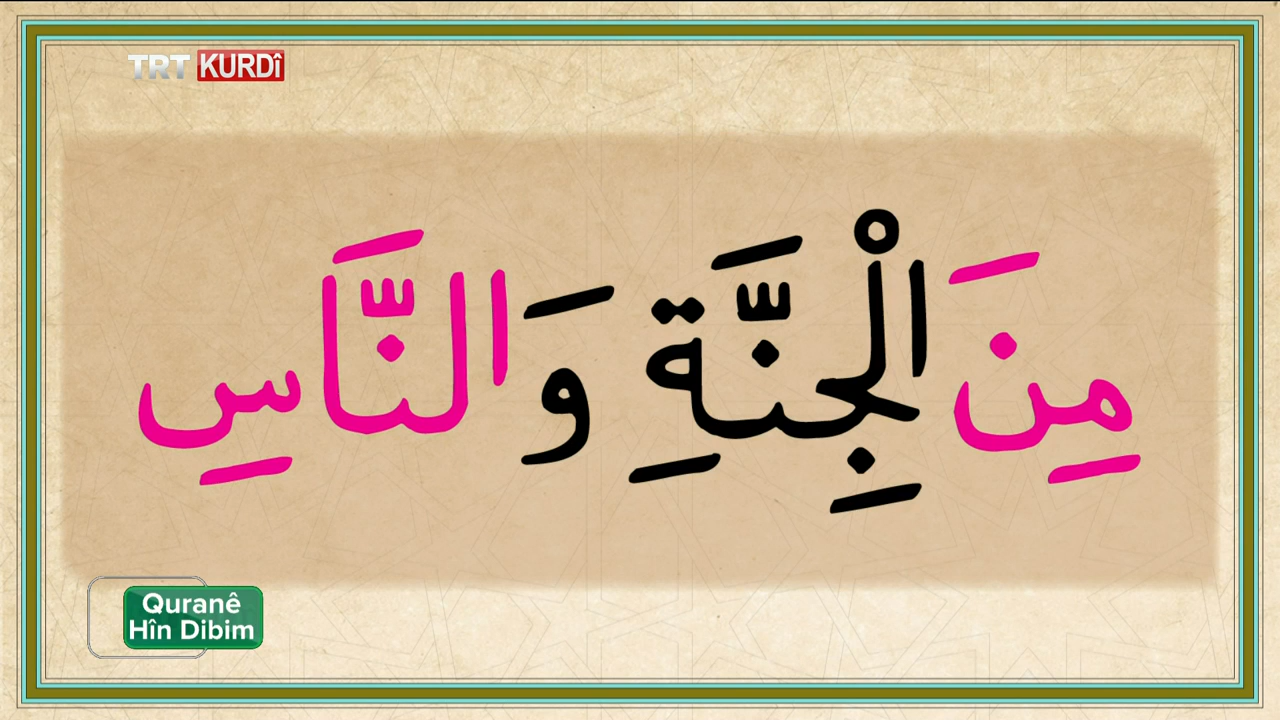 TRT KURDÎ
مِنَ الْجِنَّةِ وَالنَّاسِ
Quranê
Hîn Dibim